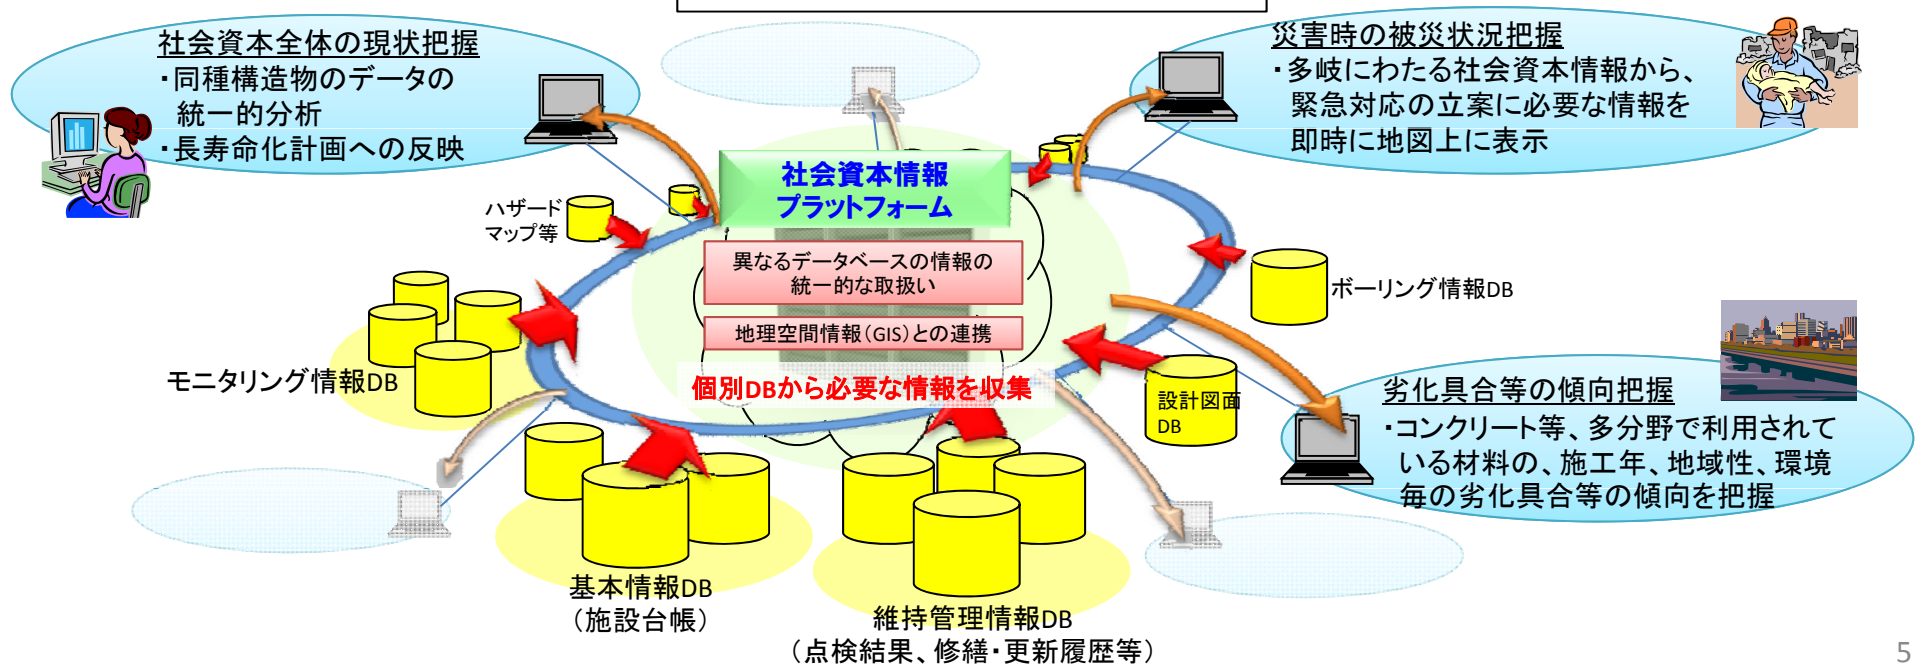 社会資本全体の現状把握
・同種構造物のデータの
統一的分析
・長寿命化計画への反映
災害時の被災状況把握
・多岐にわたる社会資本情報から、
緊急対応の立案に必要な情報を
即時に地図上に表示
社会資本情報
プラットフォーム
ハザード
マップ等
異なるデータベースの情報の
統一的な取扱い
地理空間情報(GIS)との連携
個別DBから必要な情報を収集
ボーリング情報DB
モニタリング情報DB
設計図面
DB
劣化具合等の傾向把握
・コンクリート等、多分野で利用されて
いる材料の、施工年、地域性、環境
毎の劣化具合等の傾向を把握
基本情報DB
（施設台帳）
維持管理情報DB
（点検結果、修繕・更新履歴等）
5